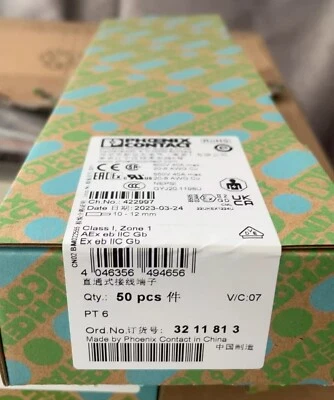 PHOENIX
CONTACT
RoHS
Ch.No.: 422997
Date: 2023-03-24
10 - 12 mm
Class I, Zone 1
AEx eb IIC Gb
Ex eb IIC Gb
4 046356 494656
直通式接线端子
Qty.: 50 pcs 件
V/C:07
PT 6
Ord.No.订货号: 32 11 81 3
Made by Phoenix Contact in China
中国制造